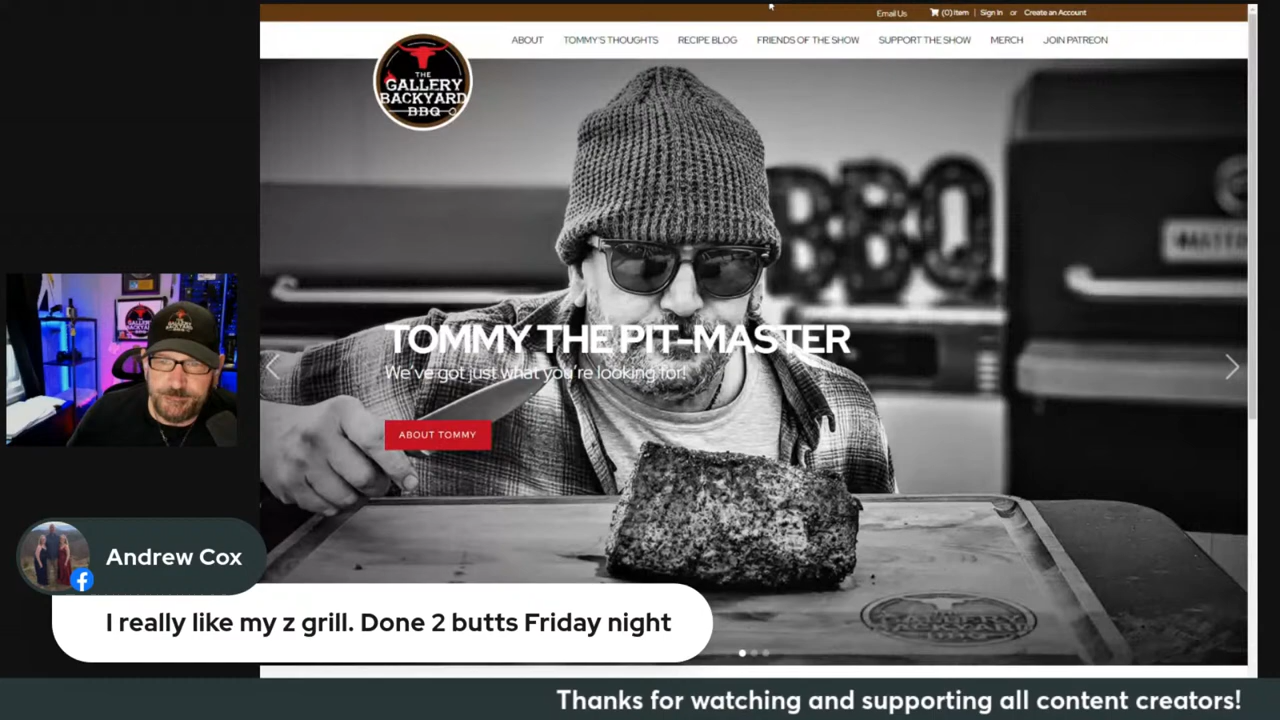 Email Us
(0) item | Sign In or Create an Account
ABOUT TOMMY'S THOUGHTS RECIPE BLOG FRIENDS OF THE SHOW SUPPORT THE SHOW MERCH JOIN PATREON
THE
GALLERY
BACKYARD
BBQ
BBQ
TOMMY THE PIT-MASTER
We've got just what you're looking for!
ABOUT TOMMY
Andrew Cox
I really like my z grill. Done 2 butts Friday night
Thanks for watching and supporting all content creators!